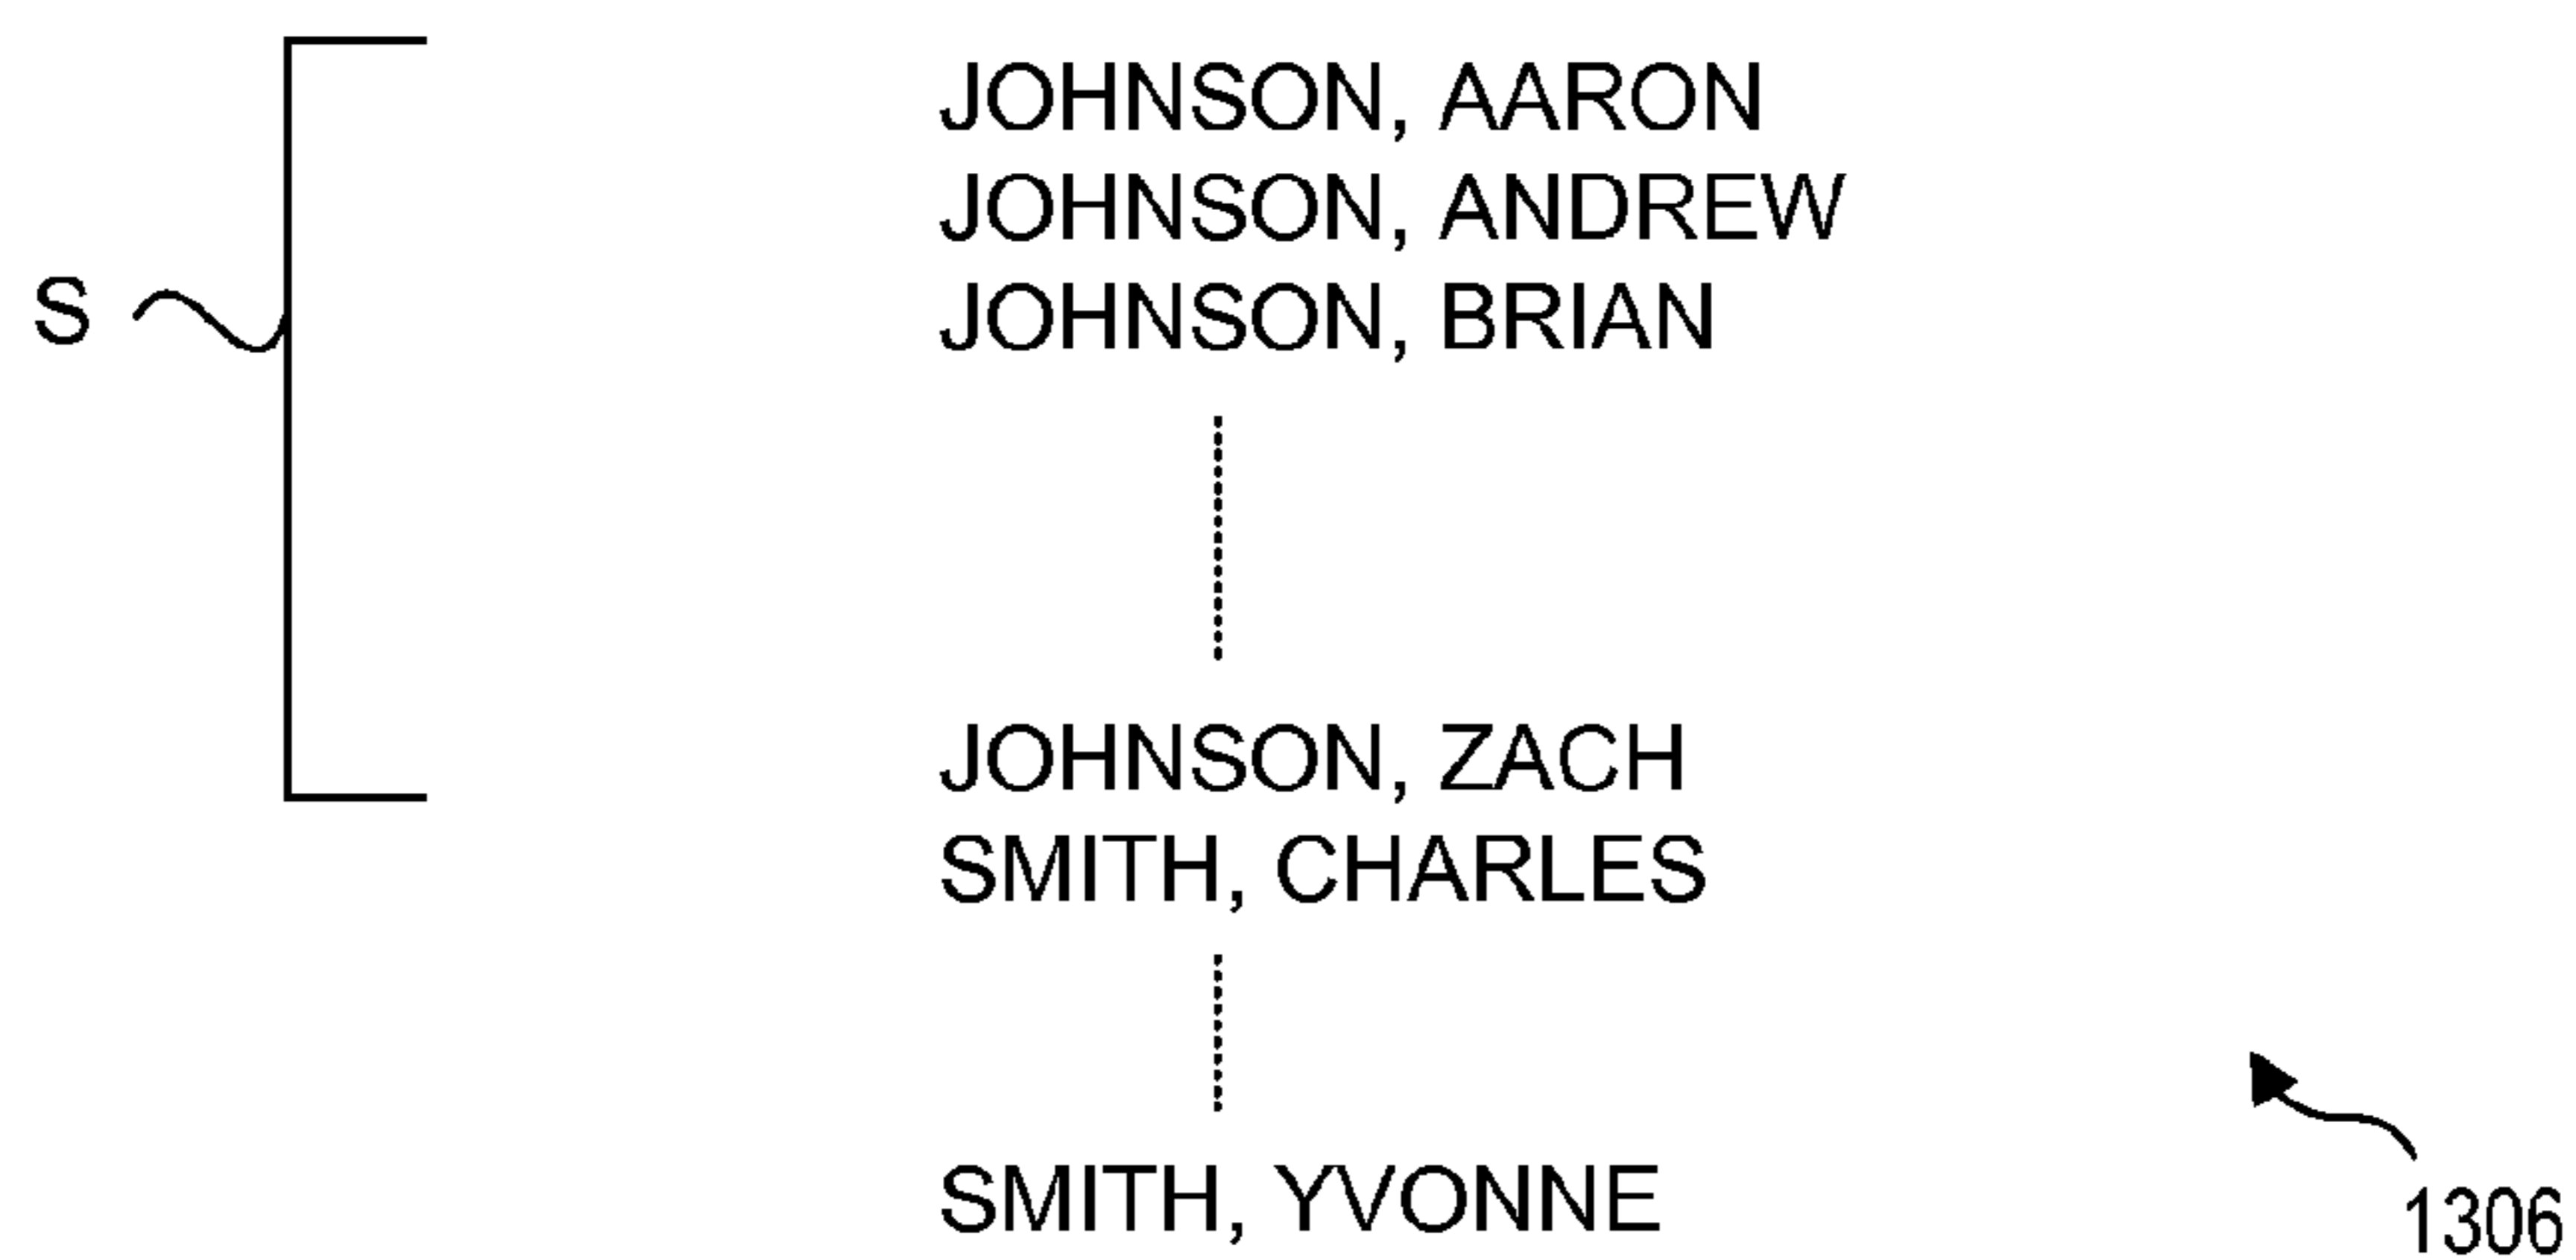 JOHNSON, AARON
JOHNSON, ANDREW
S
JOHNSON, BRIAN
JOHNSON, ZACH
SMITH, CHARLES
SMITH, YVONNE
1306